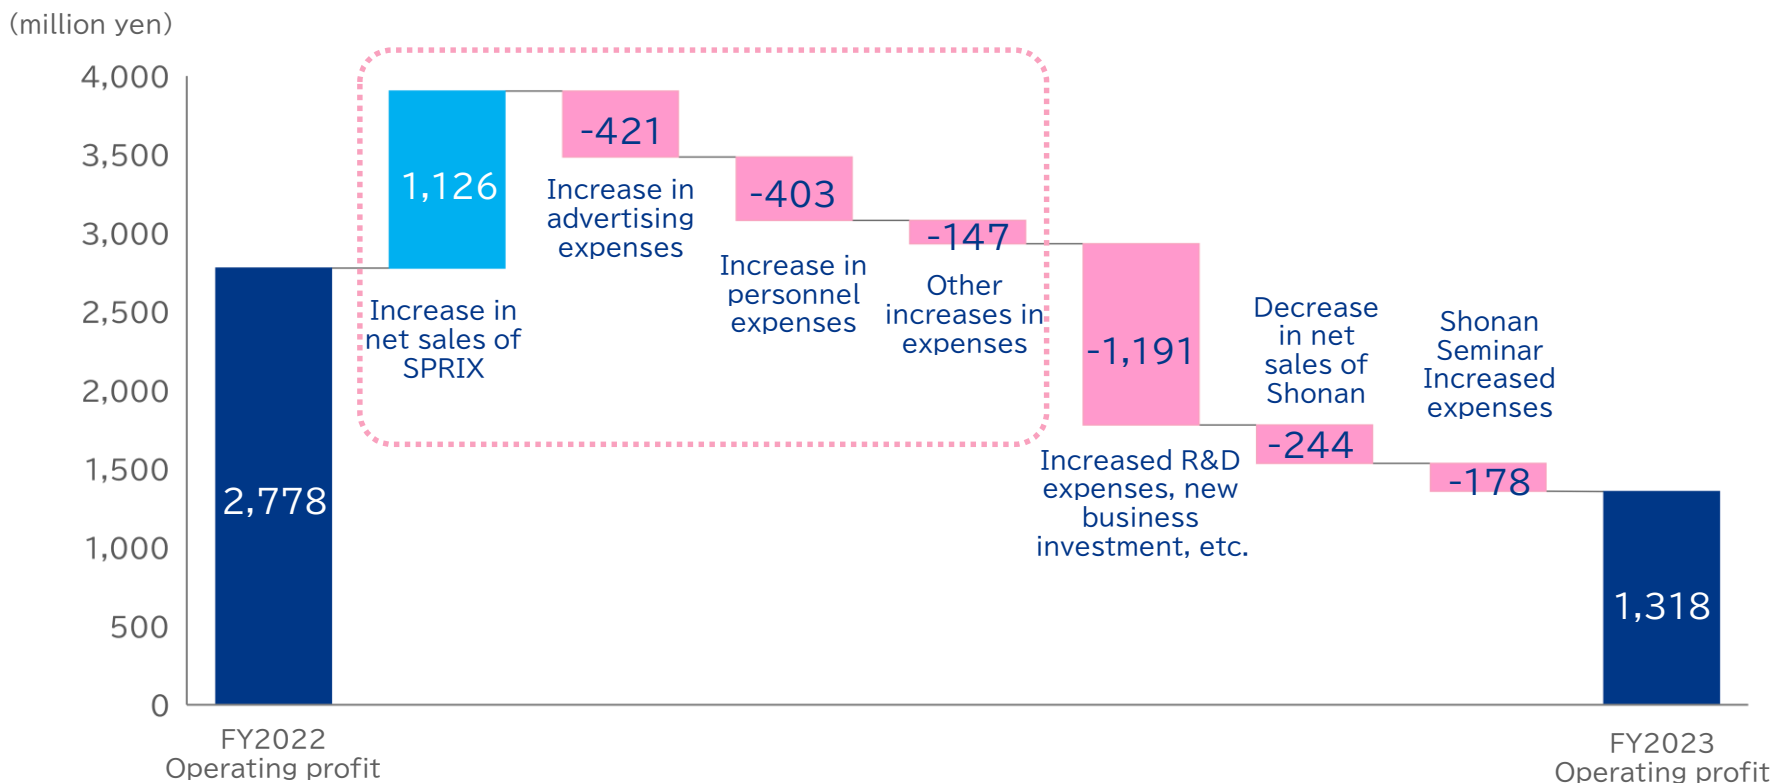 (million yen)
4,000
3,500
3,000
2,500
2,000
1,500
1,000
500
0
2,778
FY2022
Operating profit
1,126
Increase in
net sales of
SPRIX
-421
Increase in
advertising
expenses
-403
Increase in
personnel
expenses
-147
Other
increases in
expenses
-1,191
Increased R&D
expenses, new
business
investment, etc.
Decrease
in net
sales of
Shonan
-244
Shonan
Seminar
Increased
expenses
-178
1,318
FY2023
Operating profit